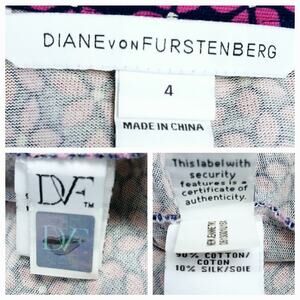 DIANE VON FURSTENBERG
4
MADE IN CHINA
DVF
TM
DVF
This label with
security
features is a
certificate of
authenticity.
90% COTTON/
COTON
10% SILK/SOIE